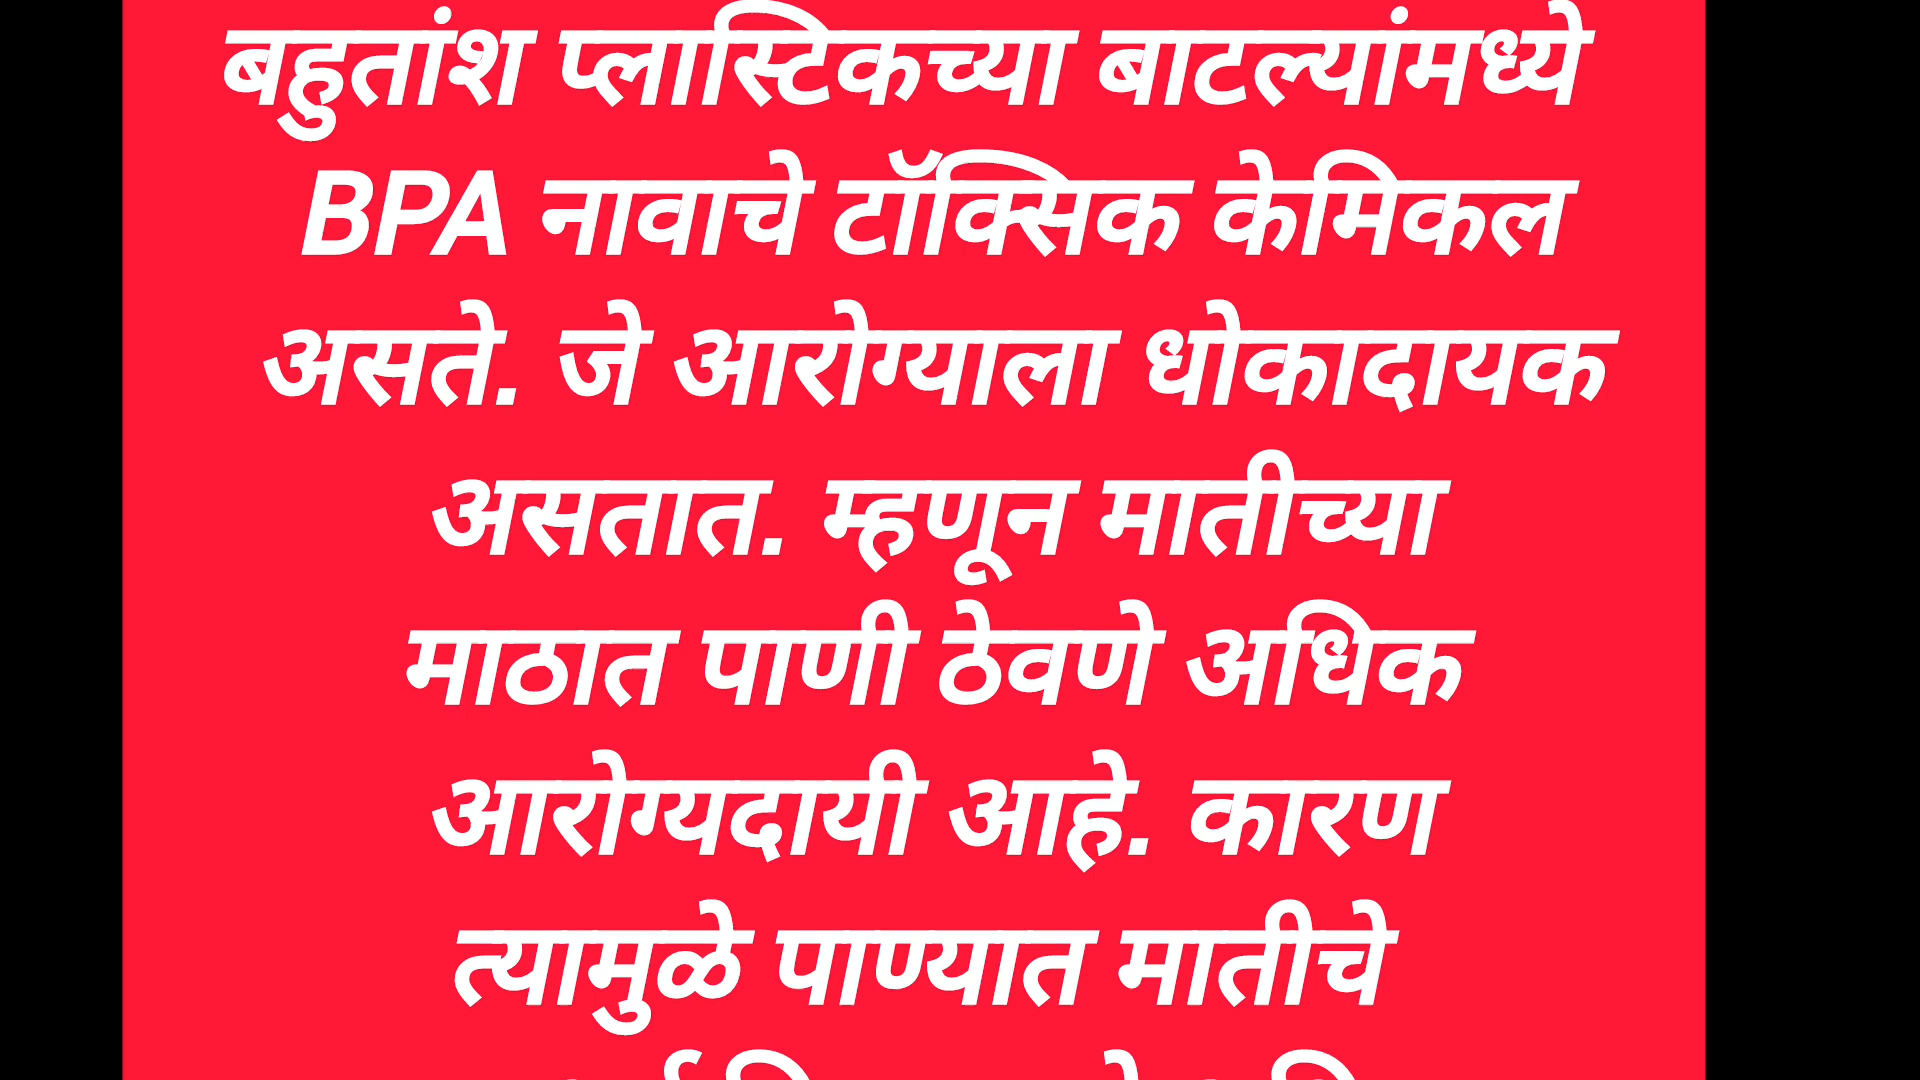 बहुतांश प्लास्टिकच्या बाटल्यांमध्ये
BPA नावाचे टॉक्सिक केमिकल
असते. जे आरोग्याला धोकादायक
असतात. म्हणून मातीच्या
माठात पाणी ठेवणे अधिक
आरोग्यदायी आहे. कारण
त्यामुळे पाण्यात मातीचे